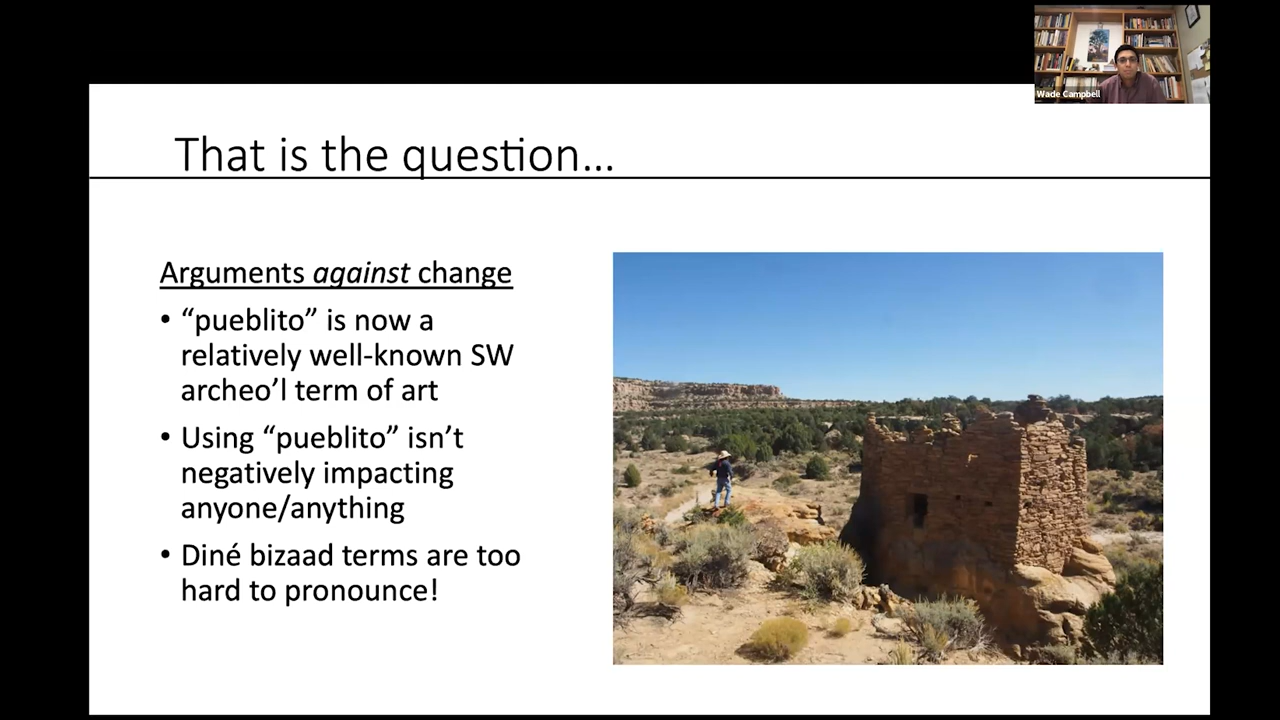 Wade Campbell
That is the question...
Arguments against change
• “pueblito” is now a
relatively well-known SW
archeo’l term of art
• Using “pueblito” isn’t
negatively impacting
anyone/anything
• Diné bizaad terms are too
hard to pronounce!